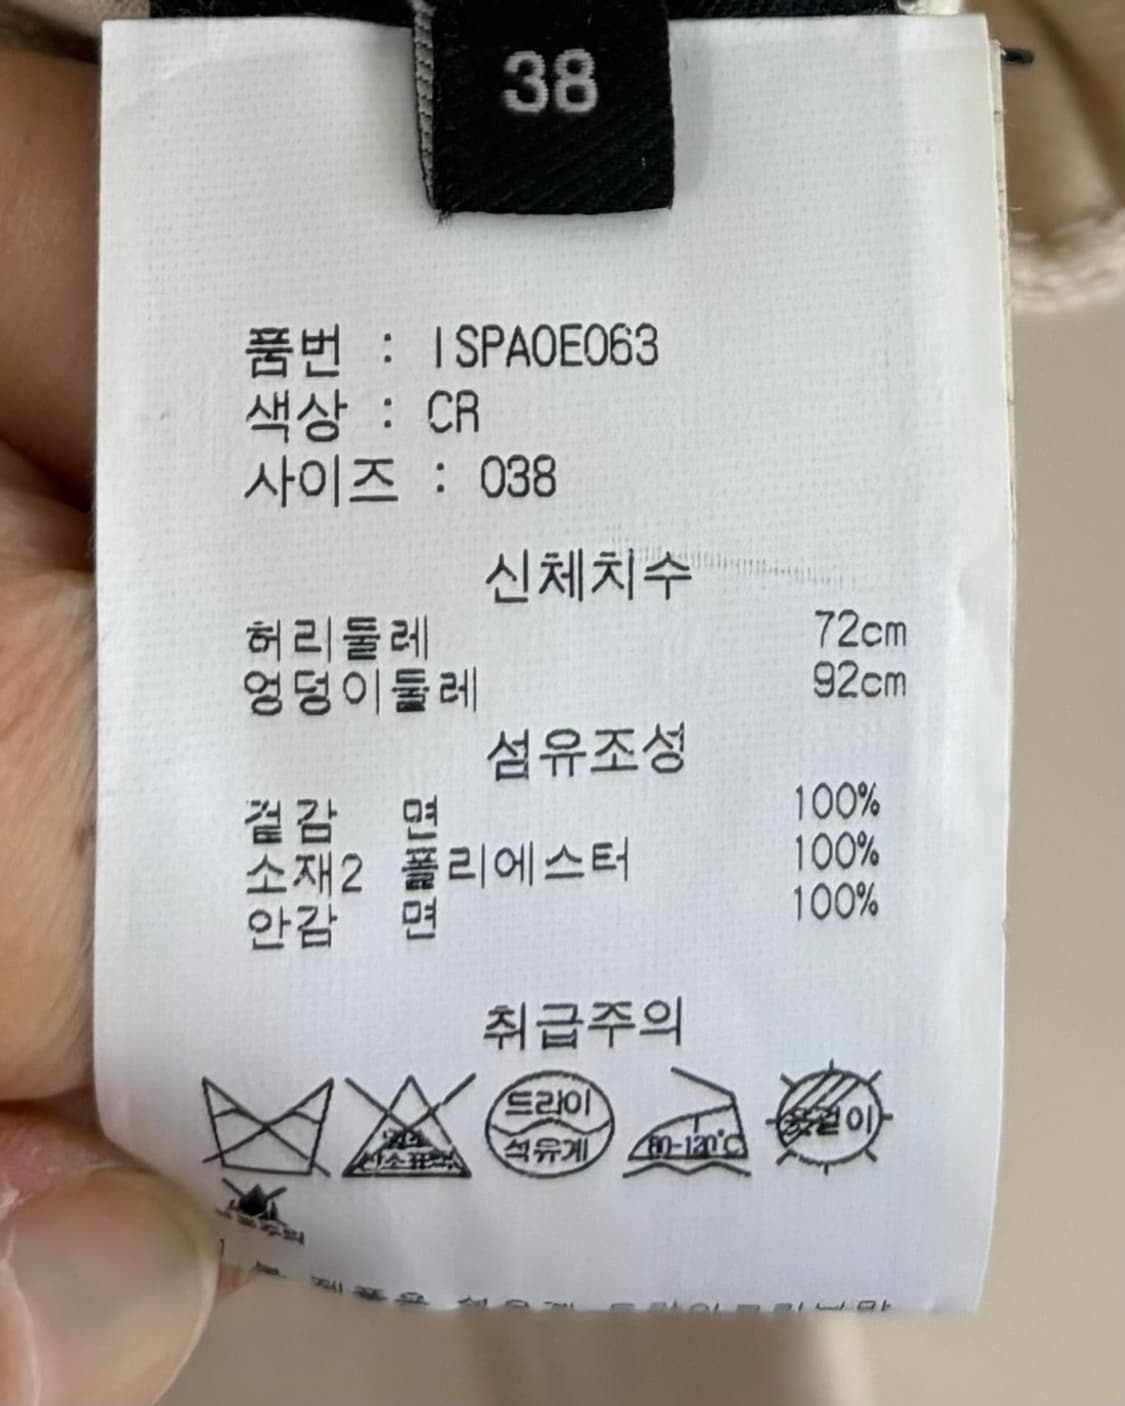 38
품번 : ISPA0E063
색상 : CR
사이즈 : 038
신체치수
허리둘레 72cm
엉덩이둘레 92cm
섬유조성
겉감 면 100%
소재2 폴리에스터 100%
안감 면 100%
취급주의
드라이
석유계
80-120℃
옷걸이